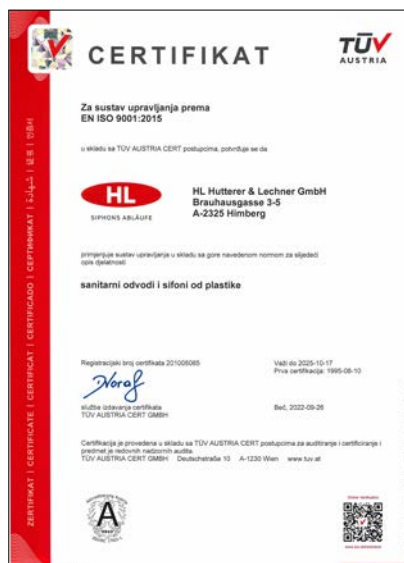 CERTIFIKAT
TÜV
AUSTRIA
Za sustav upravljanja prema
EN ISO 9001:2015
u skladu sa TÜV AUSTRIA CERT postupcima, potvrđuje se da
HL
SIPHONS ABLÄUFE
HL Hutterer & Lechner GmbH
Brauhausgasse 3-5
A-2325 Himberg
primjenjuje sustav upravljanja u skladu sa gore navedenom normom za slijedeći
opis djelatnosti
sanitarni odvodi i sifoni od plastike
Registracijski broj certifikata
Važi do 2025-10-17
Prva certifikacija: 1995-08-10
službe izdavanja certifikata
TÜV AUSTRIA CERT GMBH
Beč, 2022-09-26
Certifikacija je provedena u skladu sa TÜV AUSTRIA CERT postupcima za auditiranje i certificiranje i
predmet je redovnih nadzornih audita.
TÜV AUSTRIA CERT GMBH Deutschstraße 10 A-1230 Wien www.tuv.at
A
ZERTIFIKAT | CERTIFICATE | CERTIFICAT | CERTIFICADO | СЕРТИФИКАТ